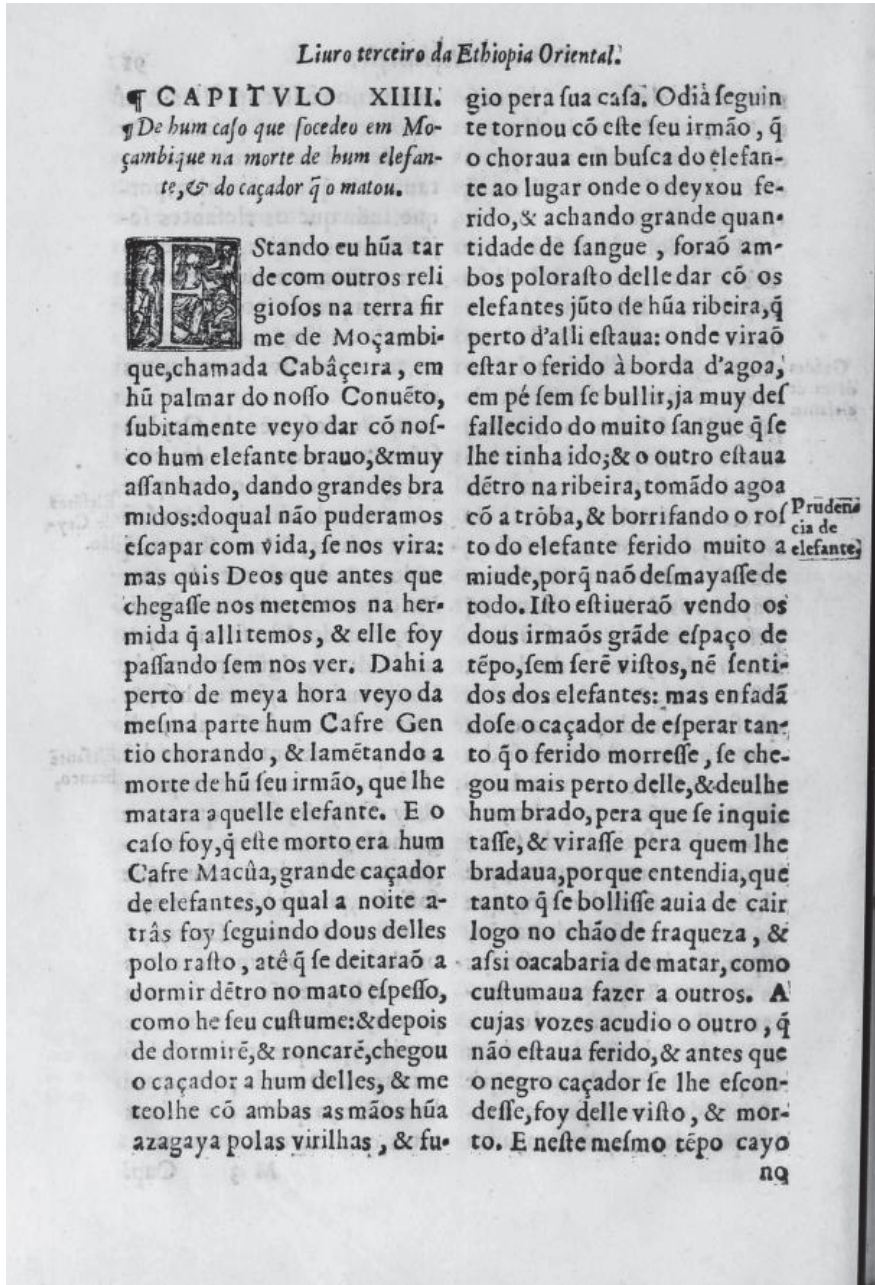 Liuro terceiro da Ethiopia Oriental.
¶ CAPITVLO XIIII.
¶ De hum caſo que ſocedeo em Mo-
çambique na morte de hum elefan-
te, & do caçador q̃ o matou.
EStando eu hũa tar
de com outros reli
gioſos na terra fir
me de Moçambi-
que,chamada Cabâçeira, em
hũ palmar do noſſo Conuẽto,
ſubitamente veyo dar cõ noſ-
co hum elefante brauo,&muy
aſſanhado, dando grandes bra
midos:doqual não puderamos
eſcapar com vida, ſe nos vira:
mas quis Deos que antes que
chegaſſe nos metemos na her-
mida q̃ alli temos, & elle foy
paſſando ſem nos ver. Dahi a
perto de meya hora veyo da
meſma parte hum Cafre Gen
tio chorando, & lamẽtando a
morte de hũ ſeu irmão, que lhe
matara aquelle elefante. E o
caſo foy,q̃ eſte morto era hum
Cafre Macûa,grande caçador
de elefantes,o qual a noite a-
trâs foy ſeguindo dous delles
polo raſto, atê q̃ ſe deitaraõ a
dormir dẽtro no mato eſpeſſo,
como he ſeu cuſtume:&depois
de dormirẽ,& roncarẽ,chegou
o caçador a hum delles, & me
teolhe cõ ambas as mãos hũa
azagaya polas virilhas, & fu-
gio pera ſua caſa. Odià ſeguin
te tornou cõ eſte ſeu irmão, q̃
o choraua em buſca do elefan-
te ao lugar onde o deyxou fe-
rido,& achando grande quan-
tidade de ſangue, foraõ am-
bos poloraſto delle dar cõ os
elefantes jũto de hũa ribeira,q̃
perto d'alli eſtaua: onde viraõ
eſtar o ferido à borda d'agoa,
em pé ſem ſe bullir,ja muy deſ
fallecido do muito ſangue q̃ ſe
lhe tinha ido;& o outro eſtaua
dẽtro naribeira,tomãdo agoa
cõ a trõba,& borrifando o roſ
to do elefante ferido muito a
miude,porq̃ naõ deſmayaſſe de
todo. Iſto eſtiueraõ vendo os
dous irmaõs grãde eſpaço de
tẽpo,ſem ſerẽ viſtos,nẽ ſenti-
dos dos elefantes: mas enfadã
doſe o caçador de eſperar tan-
to q̃ o ferido morreſſe, ſe che-
gou mais perto delle,&deulhe
hum brado,pera que ſe inquie
taſſe,& viraſſe pera quem lhe
bradaua,porque entendia,que
tanto q̃ ſe bolliſſe auia de cair
logo no chão de fraqueza, &
aſsi oacabaria de matar,como
cuſtumaua fazer a outros. A
cujas vozes acudio o outro, q̃
não eſtaua ferido,& antes que
o negro caçador ſe lhe eſcon-
deſſe,foy delle viſto, & mor-
to. E neſte meſmo tẽpo cayo
no
Pruden-
cia de
elefante,